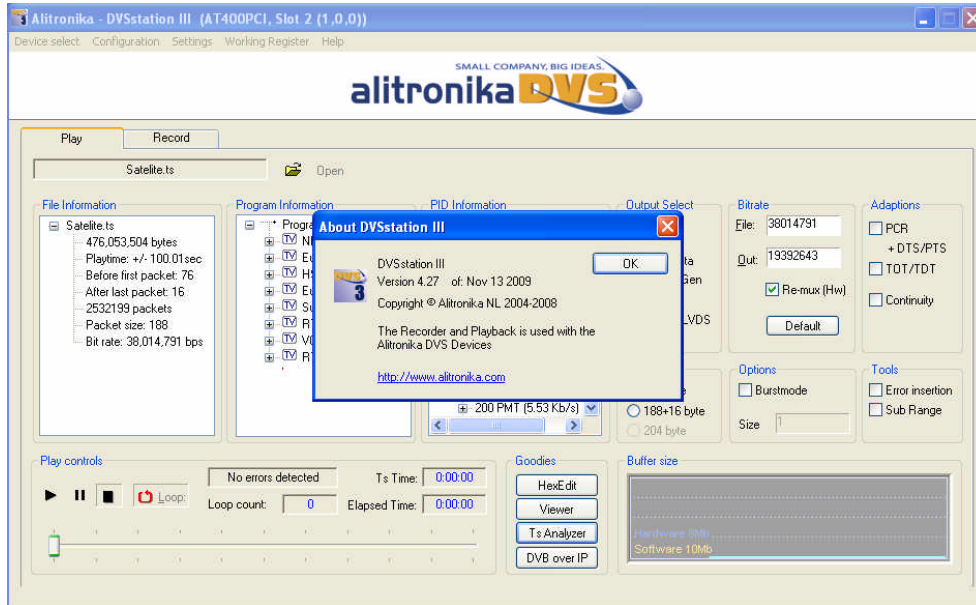 Alitronika - DVSstation III (AT400PCI, Slot 2 (1,0,0))
Device select Configuration Settings Working Register Help
SMALL COMPANY, BIG IDEAS.
alitronika DVS
Play Record
Satelite.ts Open
File Information
Satelite.ts
476,053,504 bytes
Playtime: +/- 100.01 sec
Before first packet: 76
After last packet: 16
2532199 packets
Packet size: 188
Bit rate: 38,014,791 bps
Program Information
PID Information
200 PMT (5.53 Kb/s)
About DVSstation III
DVSstation III
Version 4.27 of: Nov 13 2009
Copyright © Alitronika NL 2004-2008
The Recorder and Playback is used with the
Alitronika DVS Devices
http://www.alitronika.com
OK
Output Select
LVDS
188+16 byte
204 byte
Bitrate
File: 38014791
Out: 19392643
Re-mux (Hw)
Default
Adaptions
PCR
+ DTS/PTS
TOT/TDT
Continuity
Options
Burstmode
Size 1
Tools
Error insertion
Sub Range
Play controls
Loop:
No errors detected
Loop count: 0
Ts Time: 0:00:00
Elapsed Time: 0:00:00
Goodies
HexEdit
Viewer
Ts Analyzer
DVB over IP
Buffer size
Hardware 8Mb
Software 10Mb